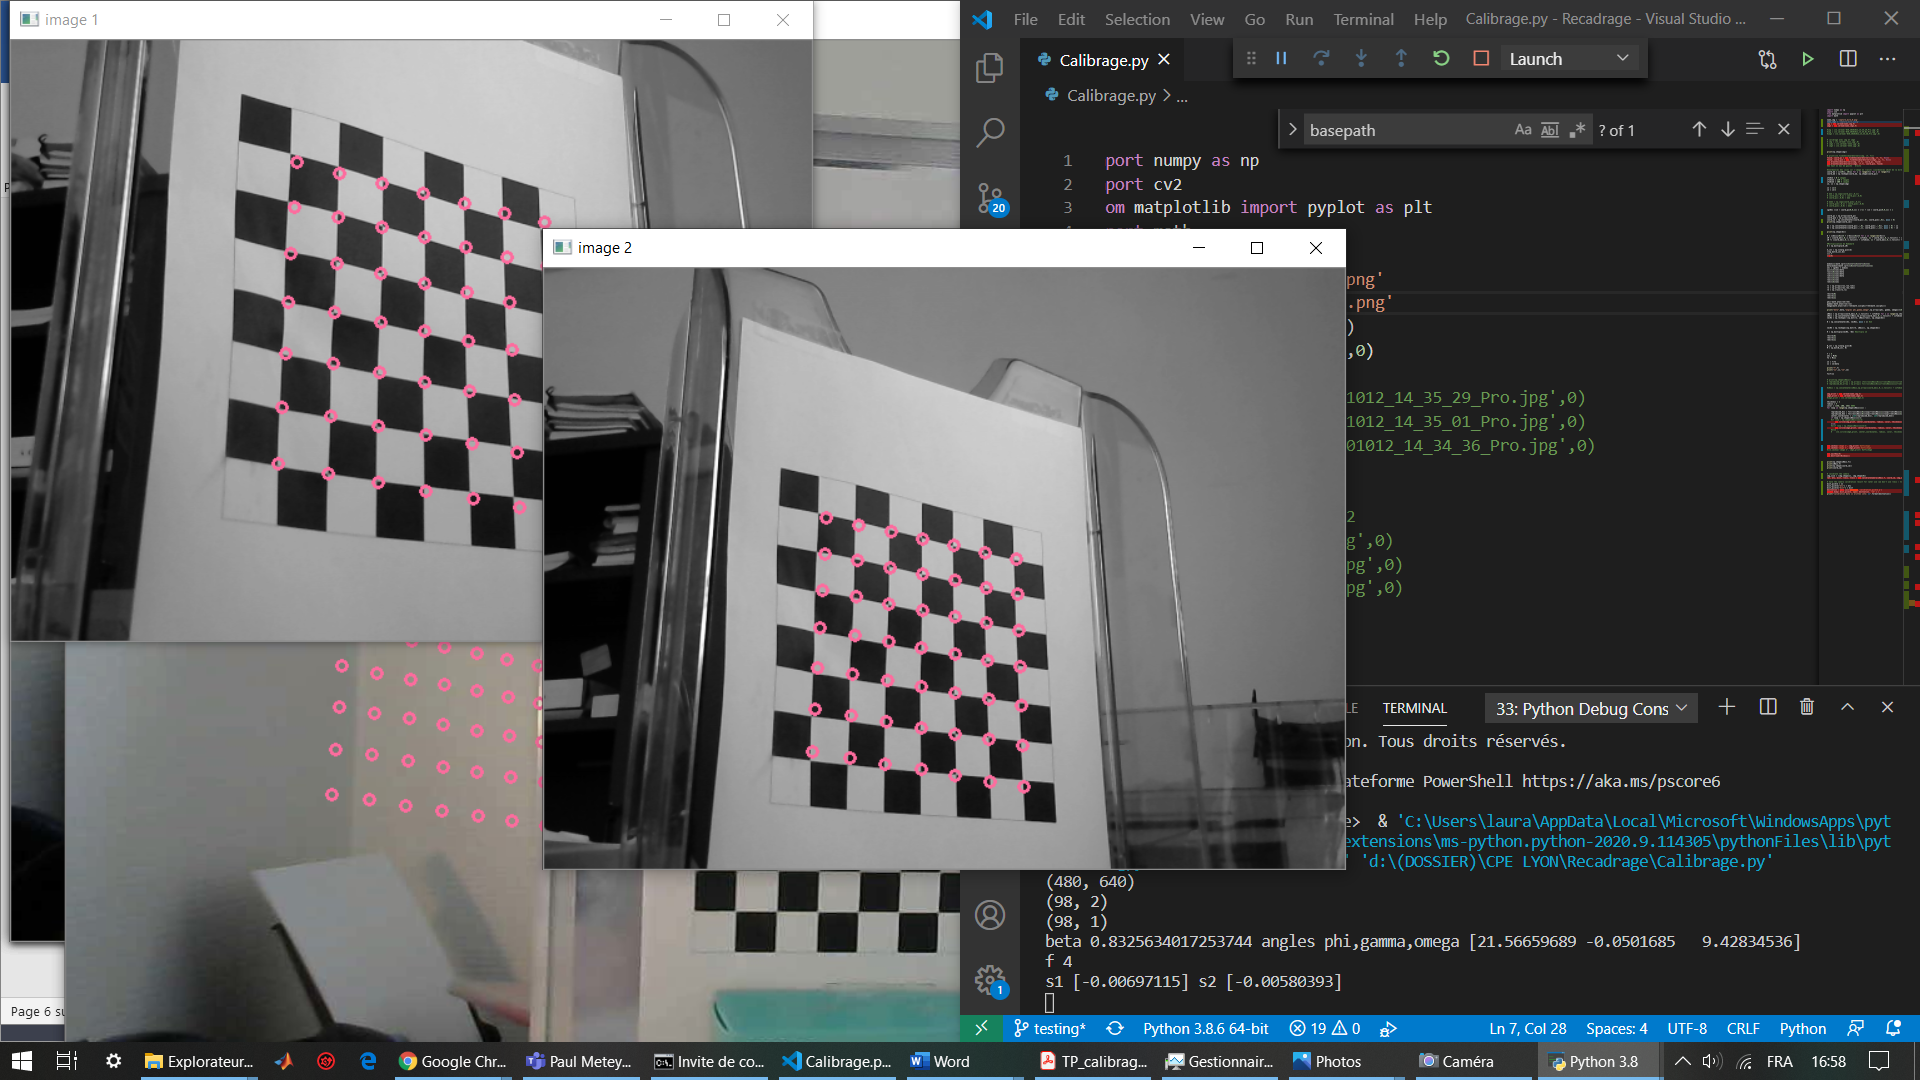 image 1
File Edit Selection View Go Run Terminal Help Calibrage.py - Recadrage - Visual Studio ...
Calibrage.py
Launch
Calibrage.py > ...
basepath
Aa Abl .* ? of 1
1 port numpy as np
2 port cv2
3 om matplotlib import pyplot as plt
20
image 2
png'
.png'
)
,0)
1012_14_35_29_Pro.jpg',0)
1012_14_35_01_Pro.jpg',0)
01012_14_34_36_Pro.jpg',0)
2
g',0)
pg',0)
pg',0)
LE TERMINAL 33: Python Debug Cons
on. Tous droits réservés.
ateforme PowerShell https://aka.ms/pscore6
e> & 'C:\Users\laura\AppData\Local\Microsoft\WindowsApps\pyt
extensions\ms-python.python-2020.9.114305\pythonFiles\lib\pyt
' 'd:\(DOSSIER)\CPE LYON\Recadrage\Calibrage.py'
(480, 640)
(98, 2)
(98, 1)
beta 0.8325634017253744 angles phi,gamma,omega [21.56659689 -0.0501685 9.42834536]
f 4
s1 [-0.00697115] s2 [-0.00580393]
1
Page 6 su
testing* Python 3.8.6 64-bit 19 0 Ln 7, Col 28 Spaces: 4 UTF-8 CRLF Python
Explorateur... Google Chr... Paul Metey... Invite de co... Calibrage.p... Word TP_calibrag... Gestionnair... Photos Caméra Python 3.8 FRA 16:58